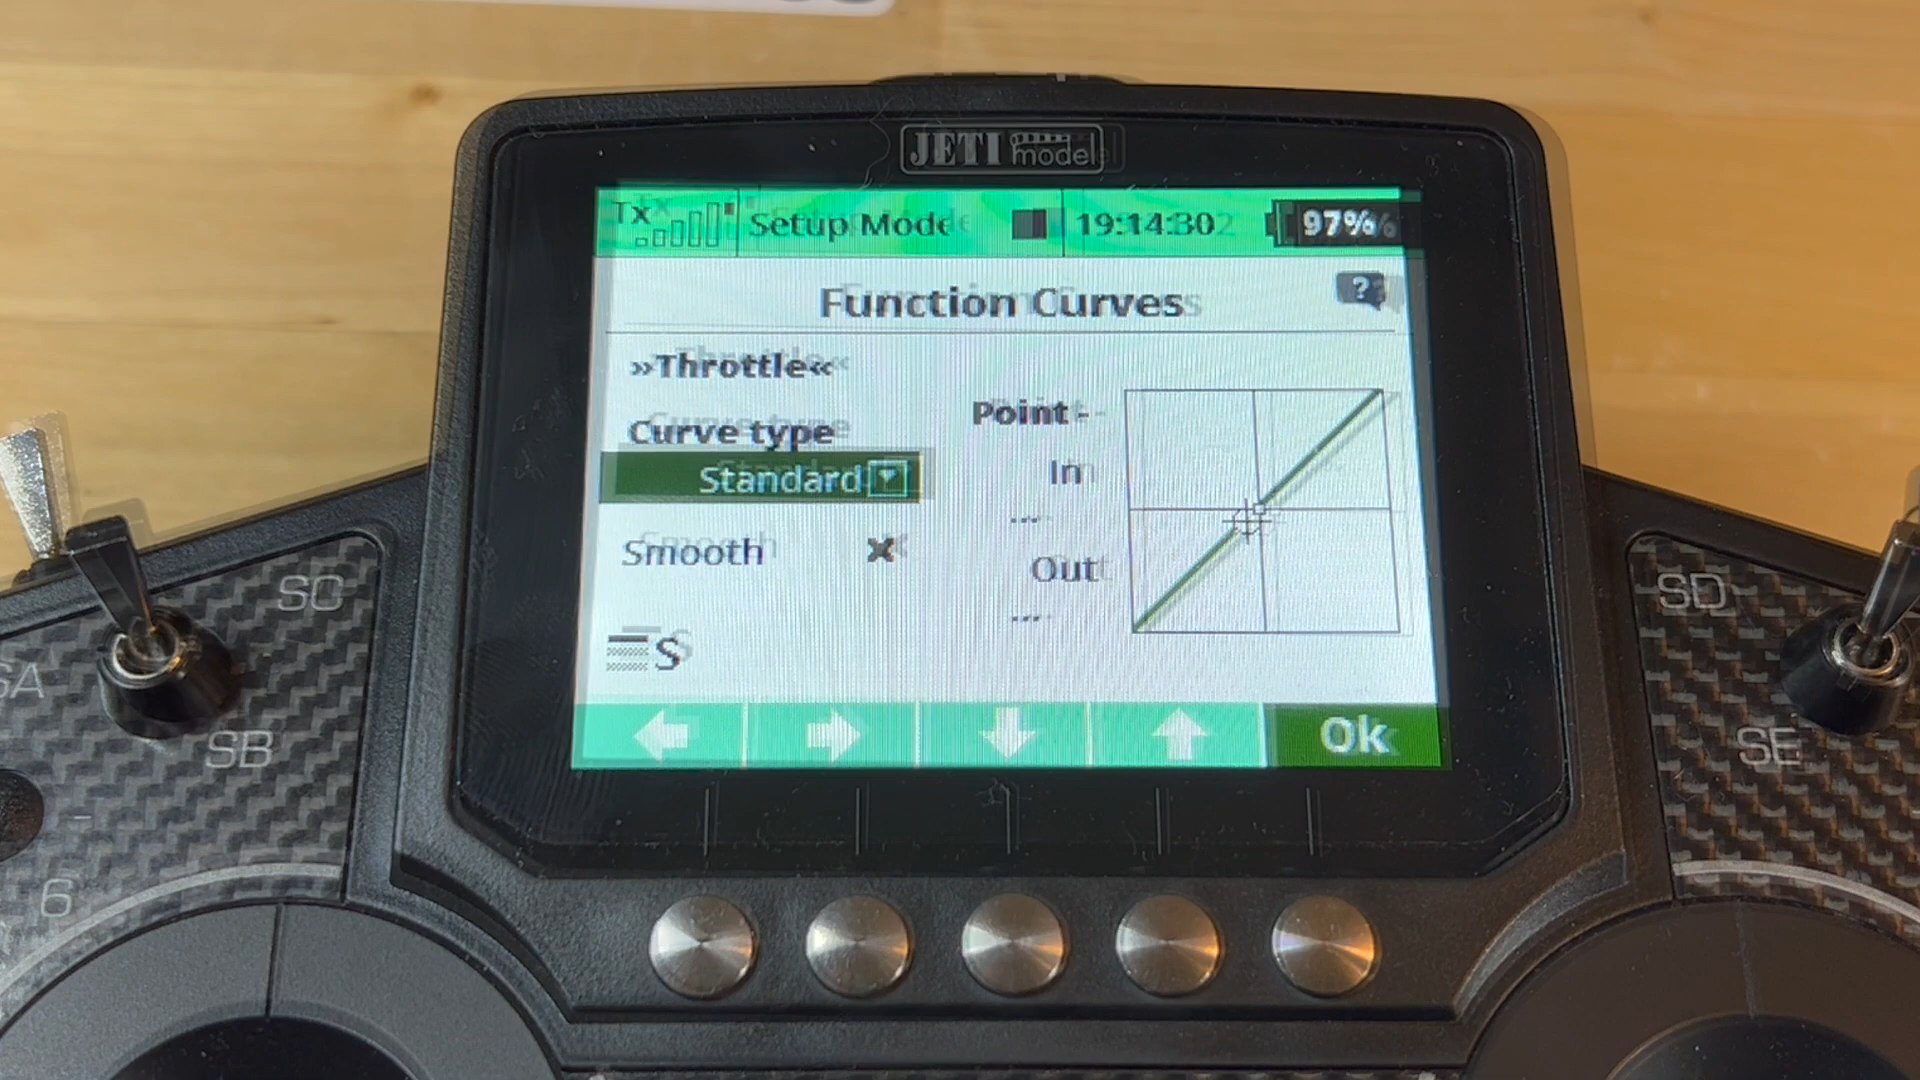 JETI model
Tx Setup Mode 19:14:30 97%
Function Curves ?
»Throttle«
Curve type
Standard
Smooth
S
Point -
In
...
Out
...
Ok
SC
SB
6
SD
SE